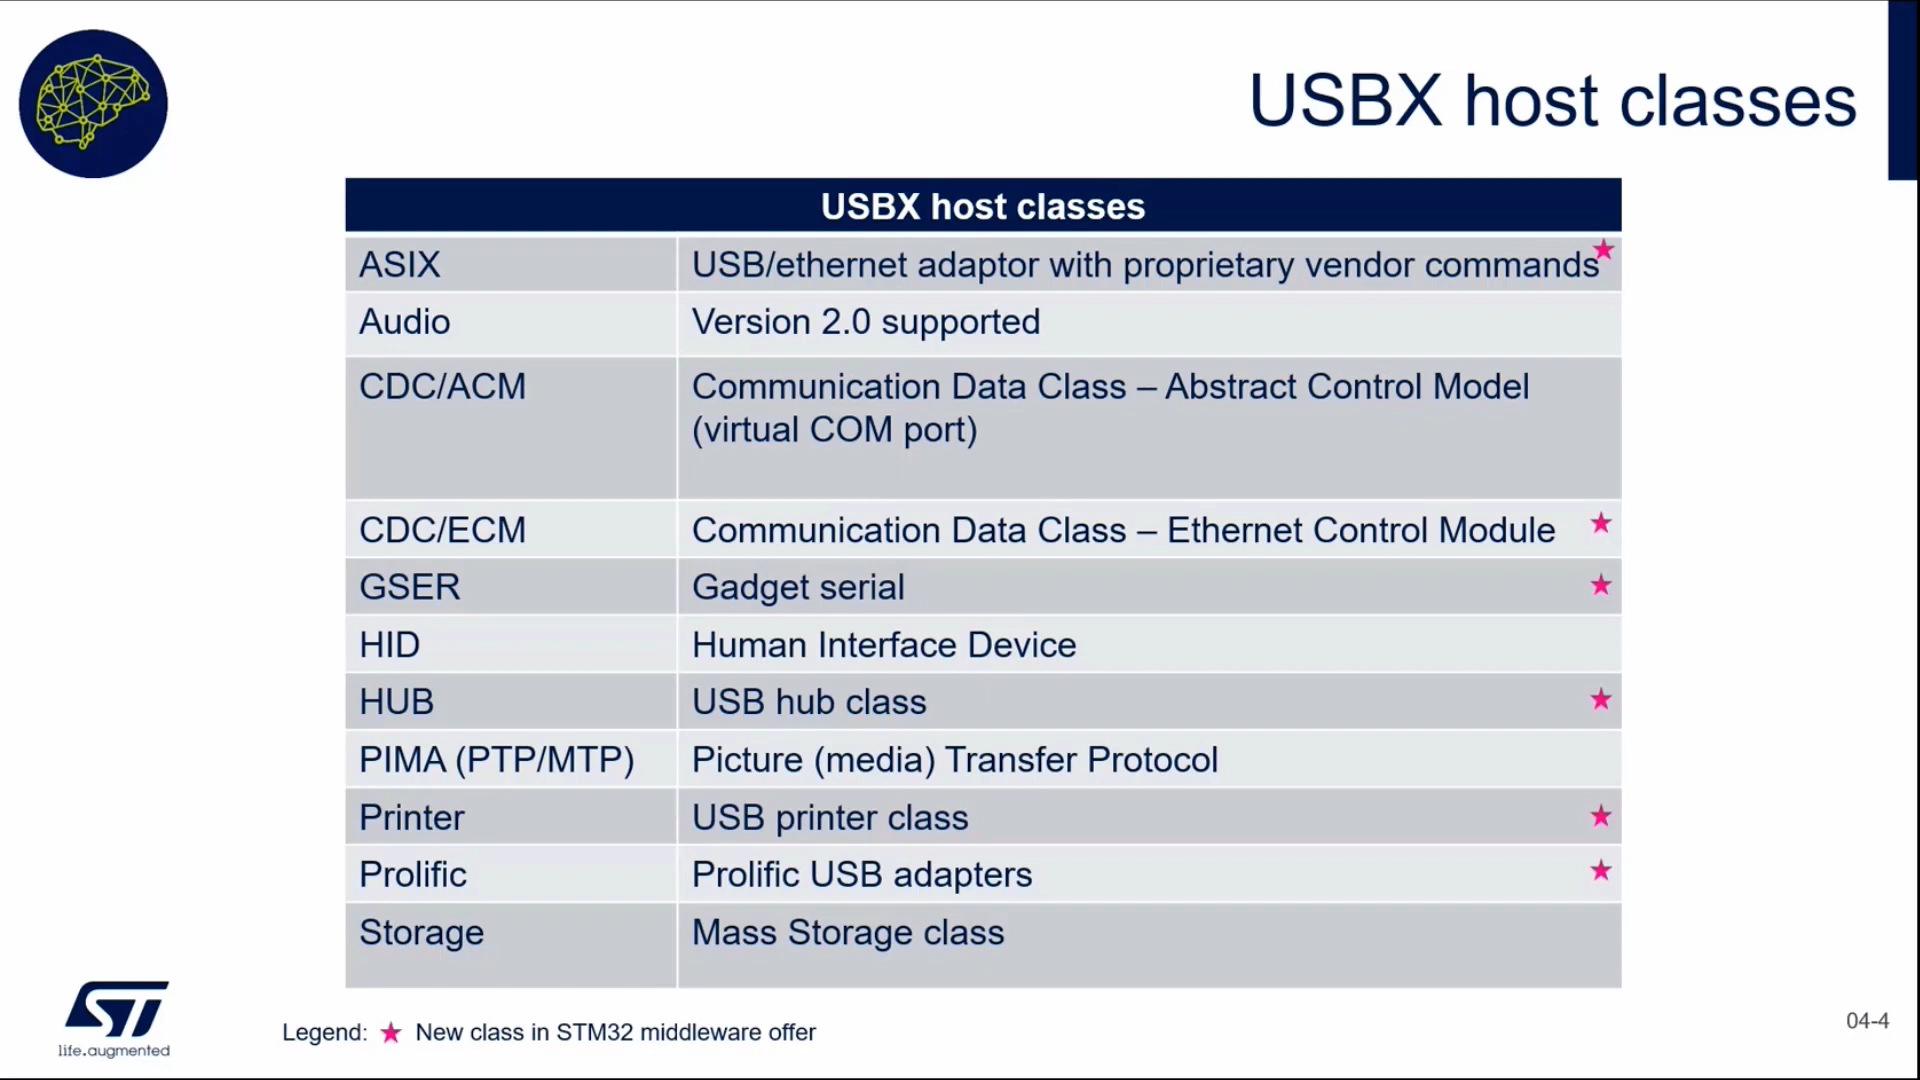 USBX host classes
USBX host classes
ASIX USB/ethernet adaptor with proprietary vendor commands
Audio Version 2.0 supported
CDC/ACM Communication Data Class – Abstract Control Model
(virtual COM port)
CDC/ECM Communication Data Class – Ethernet Control Module
GSER Gadget serial
HID Human Interface Device
HUB USB hub class
PIMA (PTP/MTP) Picture (media) Transfer Protocol
Printer USB printer class
Prolific Prolific USB adapters
Storage Mass Storage class
ST
life.augmented
Legend: ★ New class in STM32 middleware offer
04-4